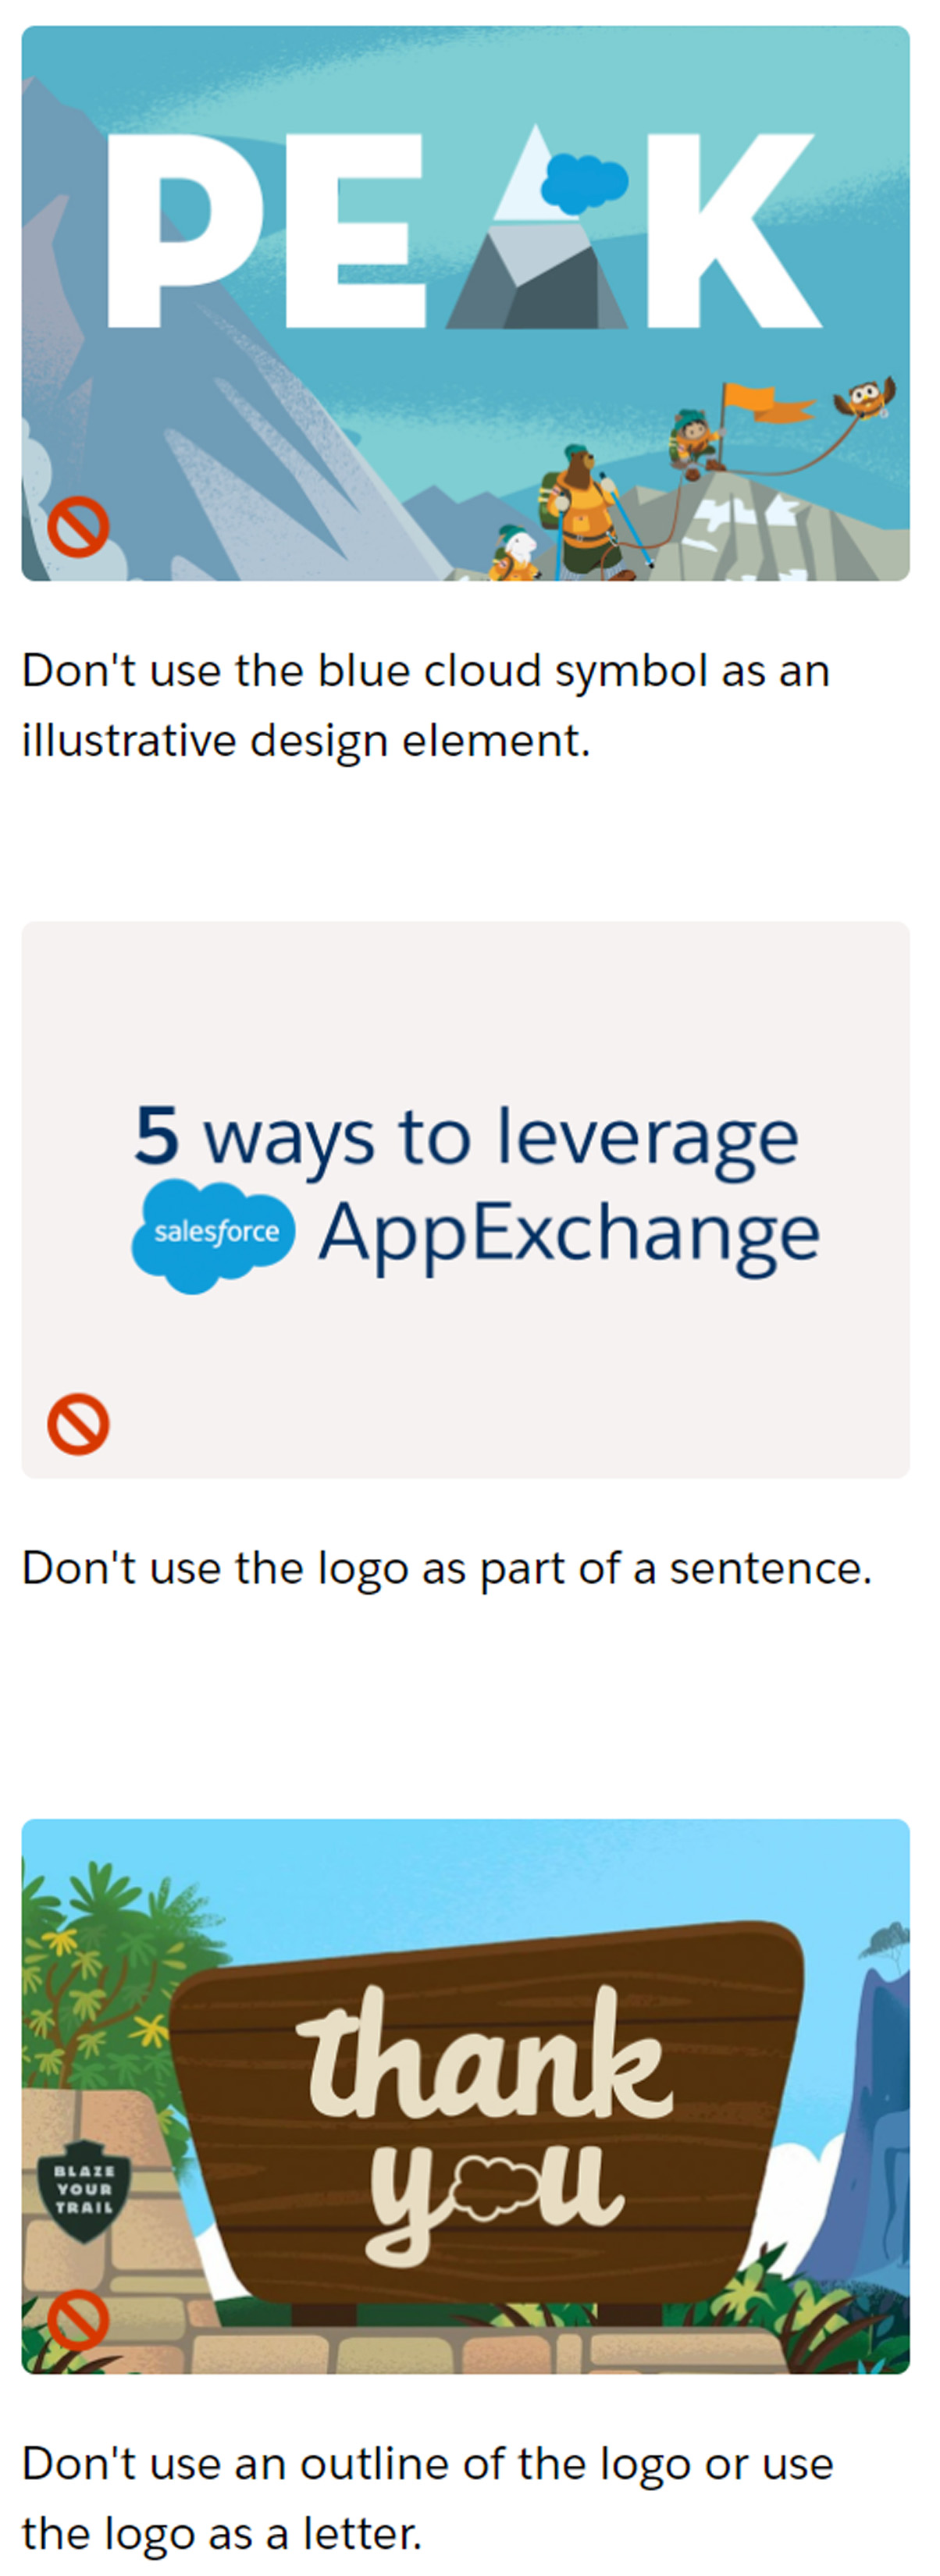 PEAK
Don't use the blue cloud symbol as an
illustrative design element.
5 ways to leverage
salesforce AppExchange
Don't use the logo as part of a sentence.
thank
you
BLAZE
YOUR
TRAIL
Don't use an outline of the logo or use
the logo as a letter.